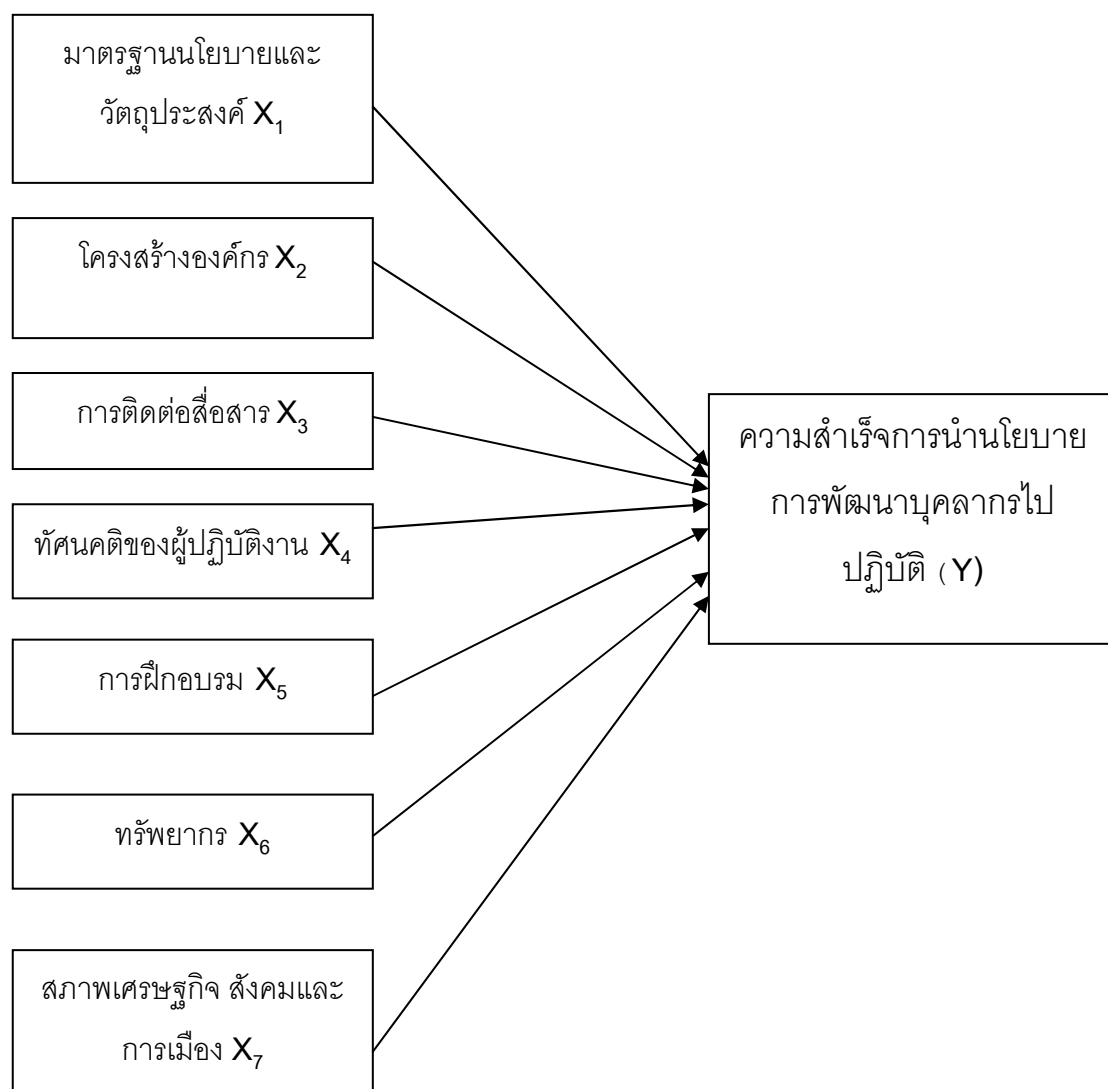 มาตรฐานนโยบายและ
วัตถุประสงค์ X₁
โครงสร้างองค์กร X₂
การติดต่อสื่อสาร X₃
ทัศนคติของผู้ปฏิบัติงาน X₄
การฝึกอบรม X₅
ทรัพยากร X₆
สภาพเศรษฐกิจ สังคมและ
การเมือง X₇
ความสำเร็จการนำนโยบาย
การพัฒนาบุคลากรไป
ปฏิบัติ (Y)